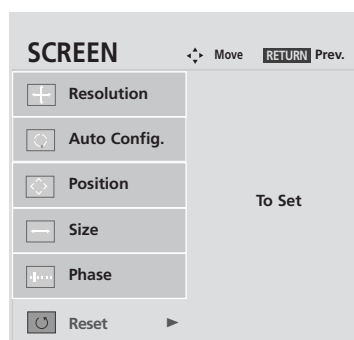 SCREEN Move RETURN Prev.
Resolution
Auto Config.
Position
To Set
Size
Phase
Reset